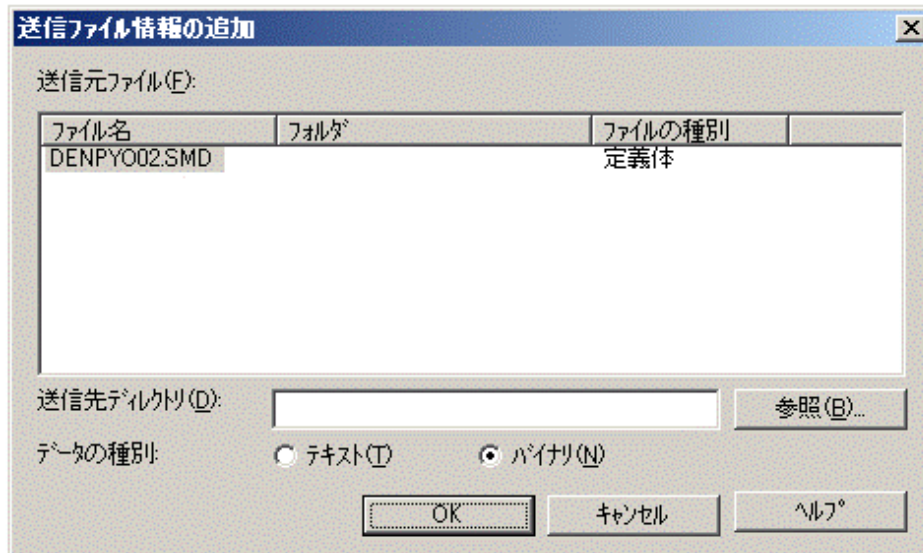 送信ﾌｧｲﾙ情報の追加
送信元ﾌｧｲﾙ(F):
ﾌｧｲﾙ名 ﾌｫﾙﾀﾞ ﾌｧｲﾙの種別
DENPYO02.SMD 定義体
送信先ﾃﾞｨﾚｸﾄﾘ(D): 参照(B)...
ﾃﾞｰﾀの種別: ﾃｷｽﾄ(T) ﾊﾞｲﾅﾘ(N)
OK ｷｬﾝｾﾙ ﾍﾙﾌﾟ